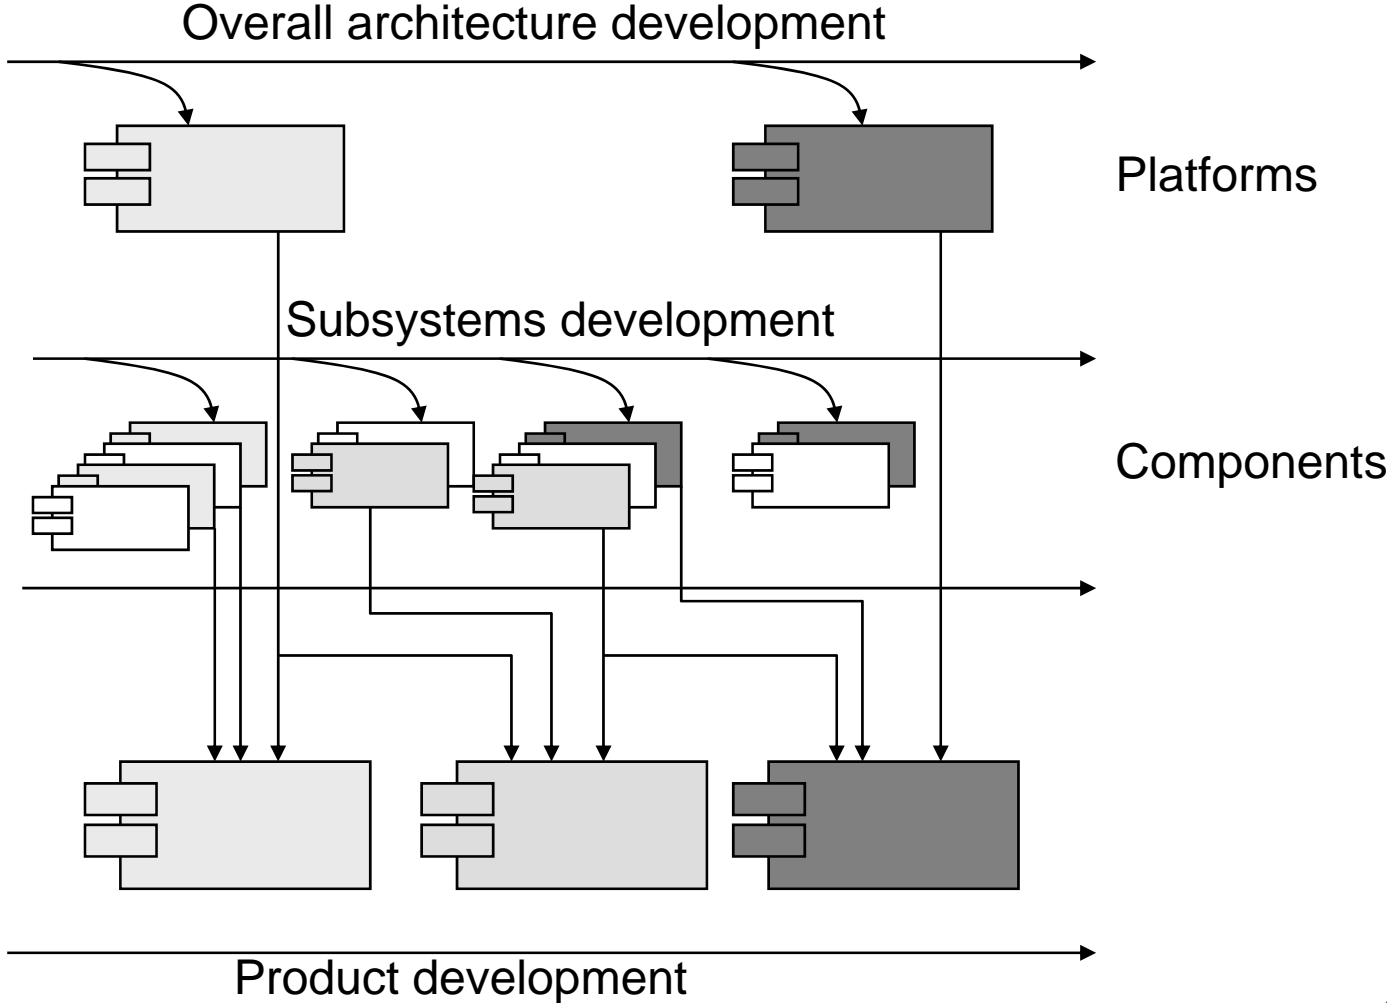 Overall architecture development
Platforms
Subsystems development
Components
Product development